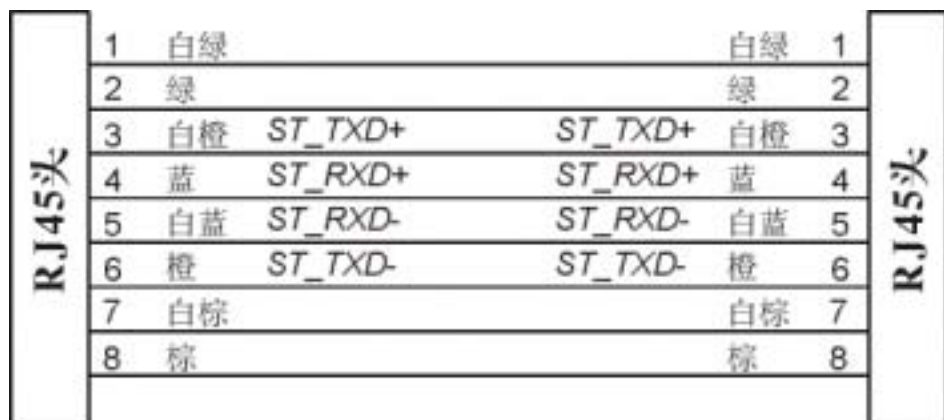 RJ45头
1 白绿 白绿 1
2 绿 绿 2
3 白橙 ST_TXD+ ST_TXD+ 白橙 3
4 蓝 ST_RXD+ ST_RXD+ 蓝 4
5 白蓝 ST_RXD- ST_RXD- 白蓝 5
6 橙 ST_TXD- ST_TXD- 橙 6
7 白棕 白棕 7
8 棕 棕 8
RJ45头